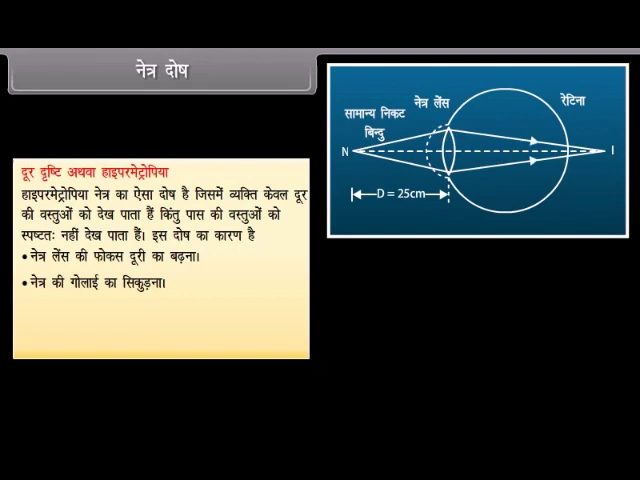 नेत्र दोष
दूर दृष्टि अथवा हाइपरमेट्रोपिया
हाइपरमेट्रोपिया नेत्र का ऐसा दोष है जिसमें व्यक्ति केवल दूर
की वस्तुओं को देख पाता हैं किंतु पास की वस्तुओं को
स्पष्टतः नहीं देख पाता हैं। इस दोष का कारण है
• नेत्र लेंस की फोकस दूरी का बढ़ना।
• नेत्र की गोलाई का सिकुड़ना।
सामान्य निकट
बिन्दु
नेत्र लेंस
रेटिना
N
I
D = 25cm